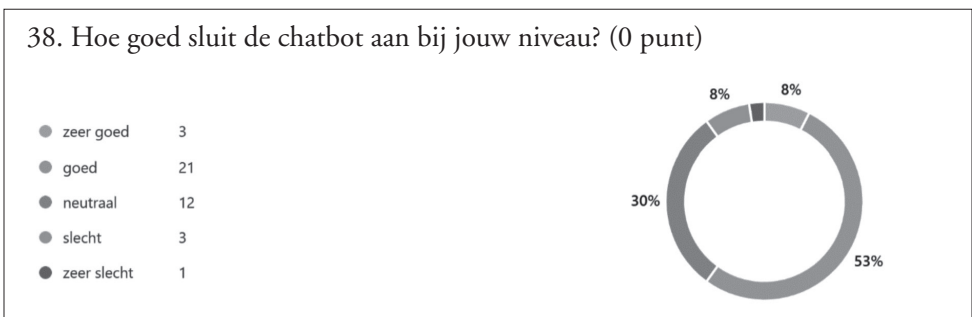 38. Hoe goed sluit de chatbot aan bij jouw niveau? (0 punt)
zeer goed 3
goed 21
neutraal 12
slecht 3
zeer slecht 1
8%
8%
30%
53%